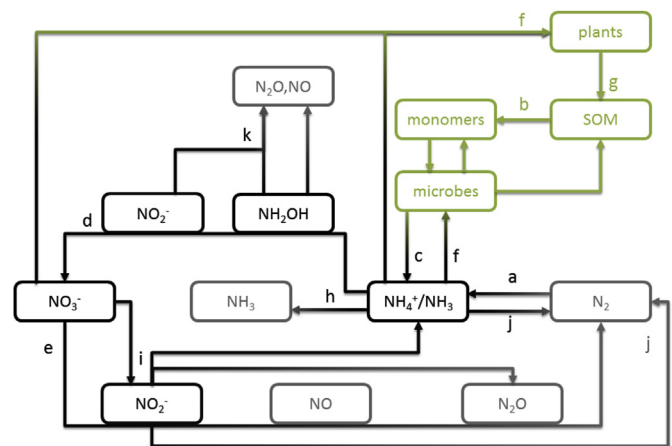 f
plants
g
N₂O,NO
b
monomers
SOM
k
microbes
NO₂⁻
NH₂OH
d
c
f
a
NO₃⁻
NH₃
h
NH₄⁺/NH₃
N₂
j
j
e
i
NO₂⁻
NO
N₂O